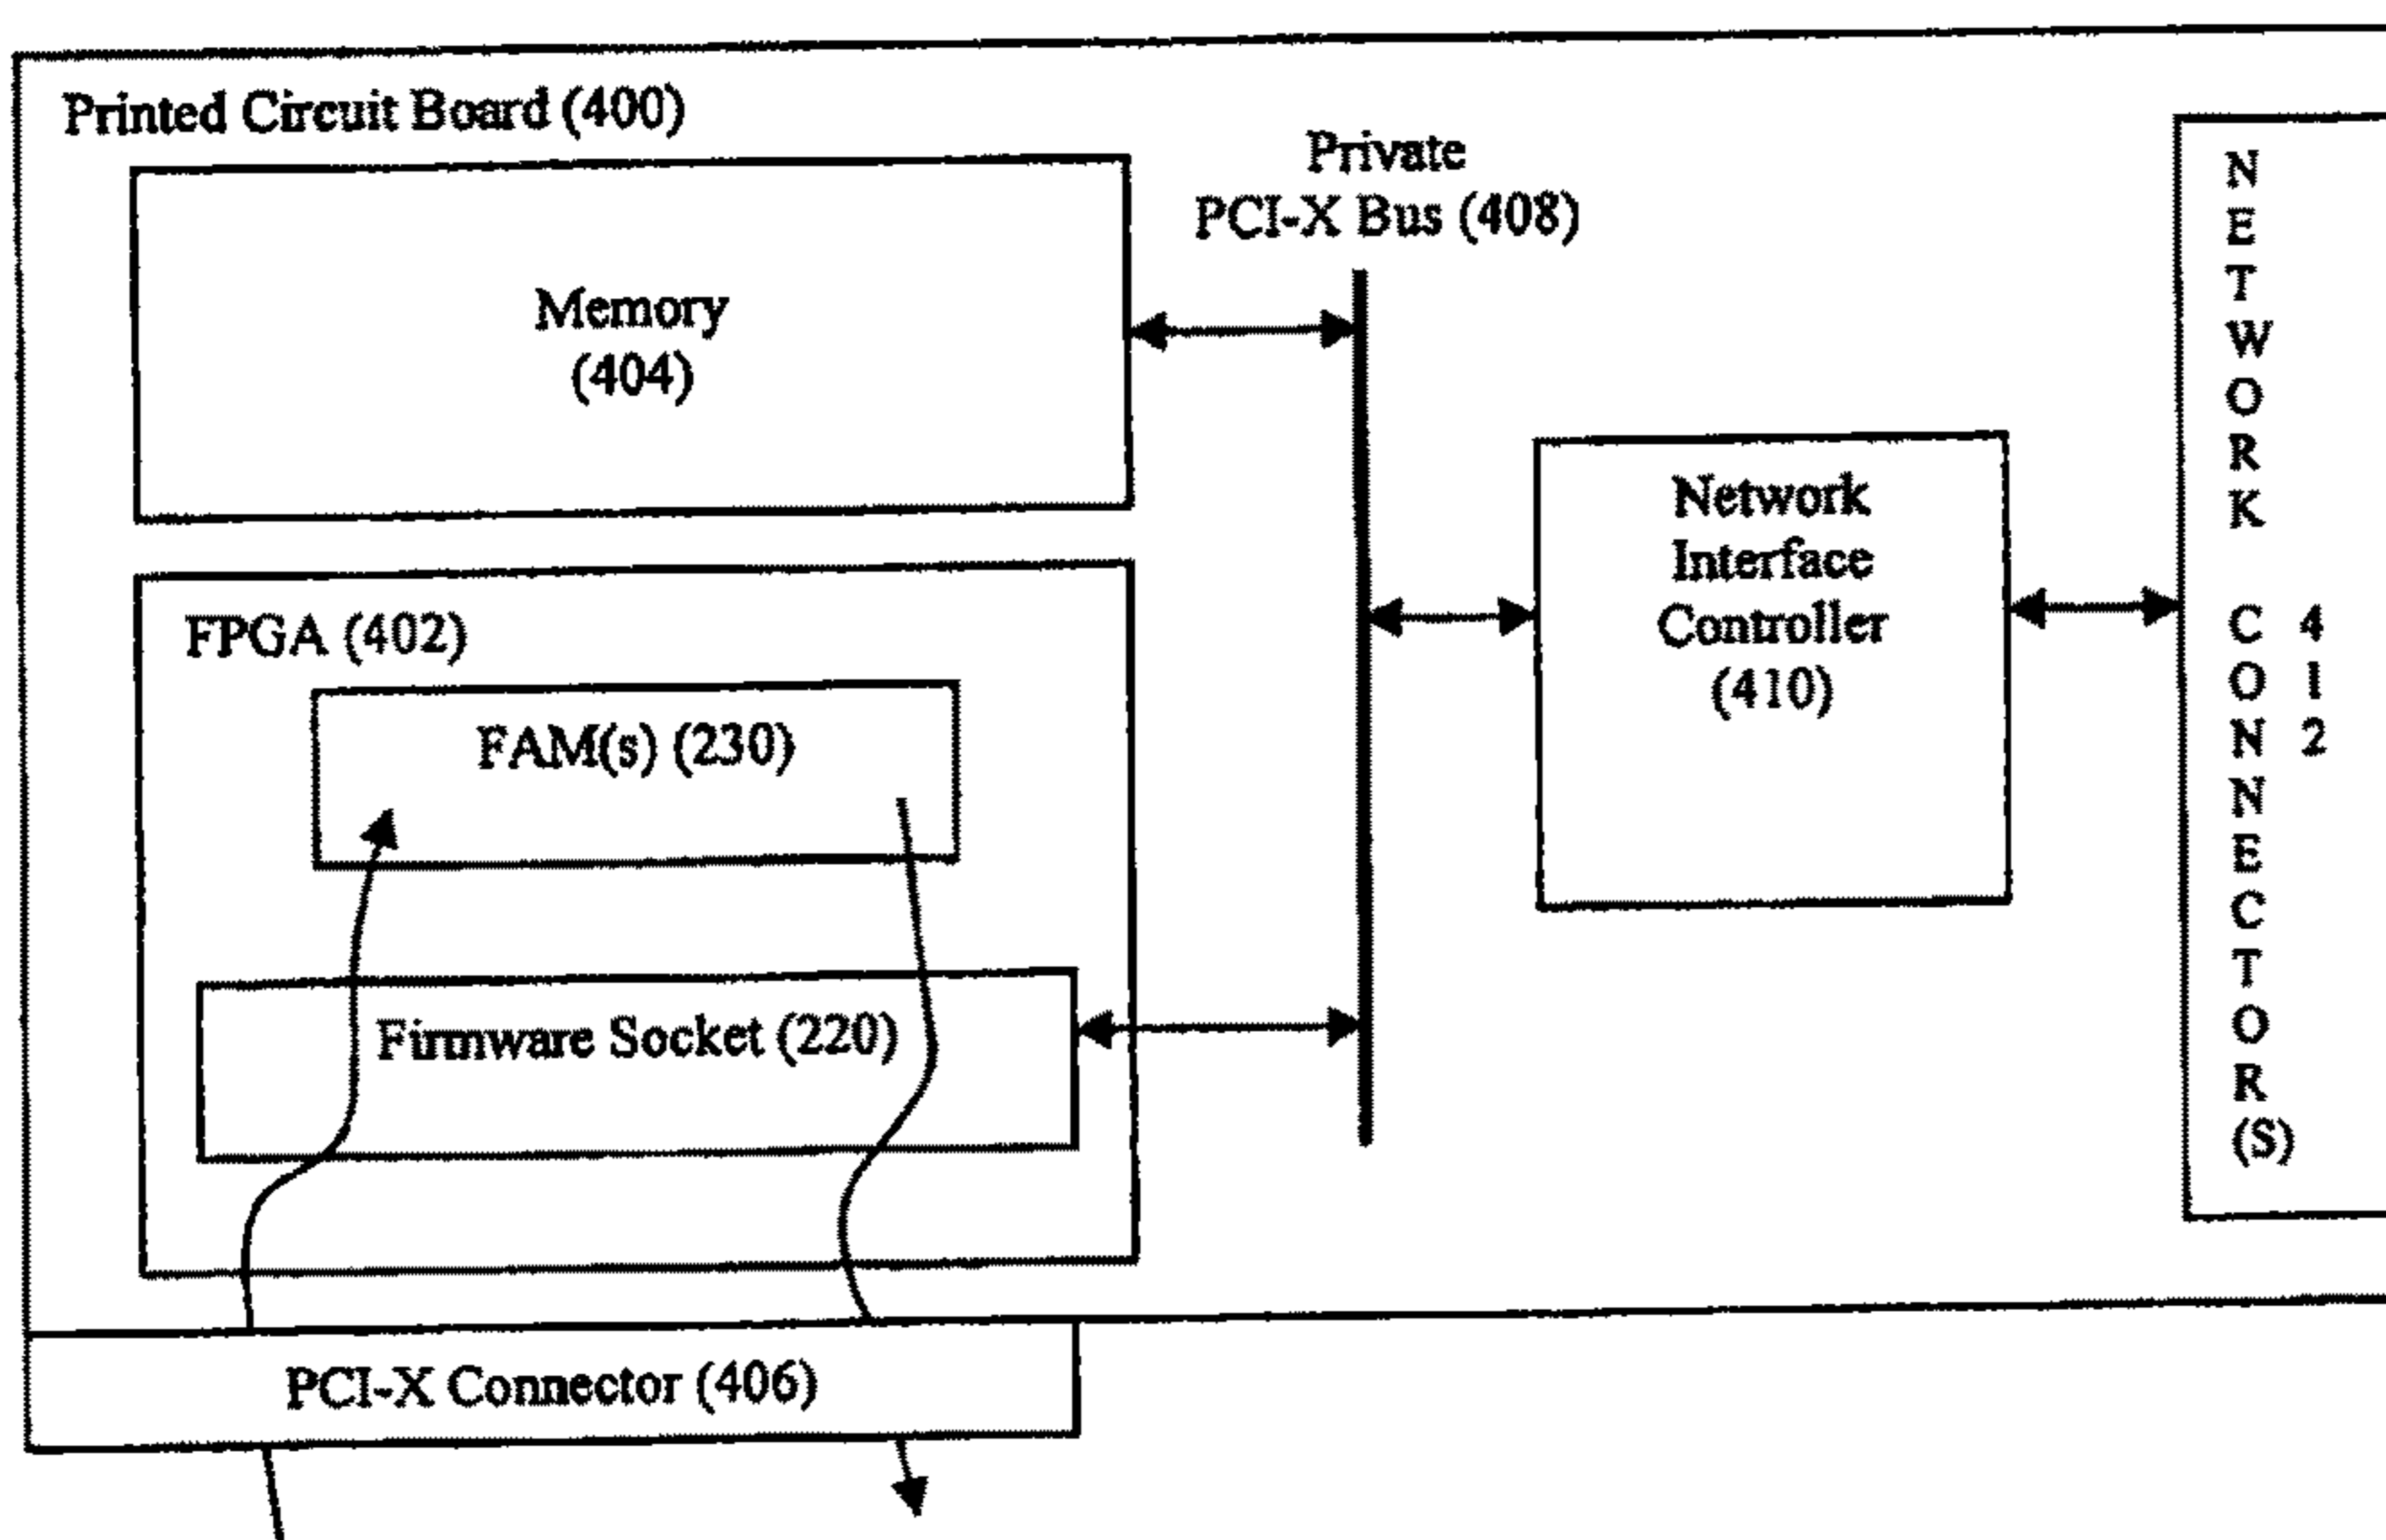 Printed Circuit Board (400)
Private
PCI-X Bus (408)
Memory
(404)
Network
Interface
Controller
(410)
FPGA (402)
FAM(s) (230)
Firmware Socket (220)
PCI-X Connector (406)
NETWORK CONNECTOR(S)
412